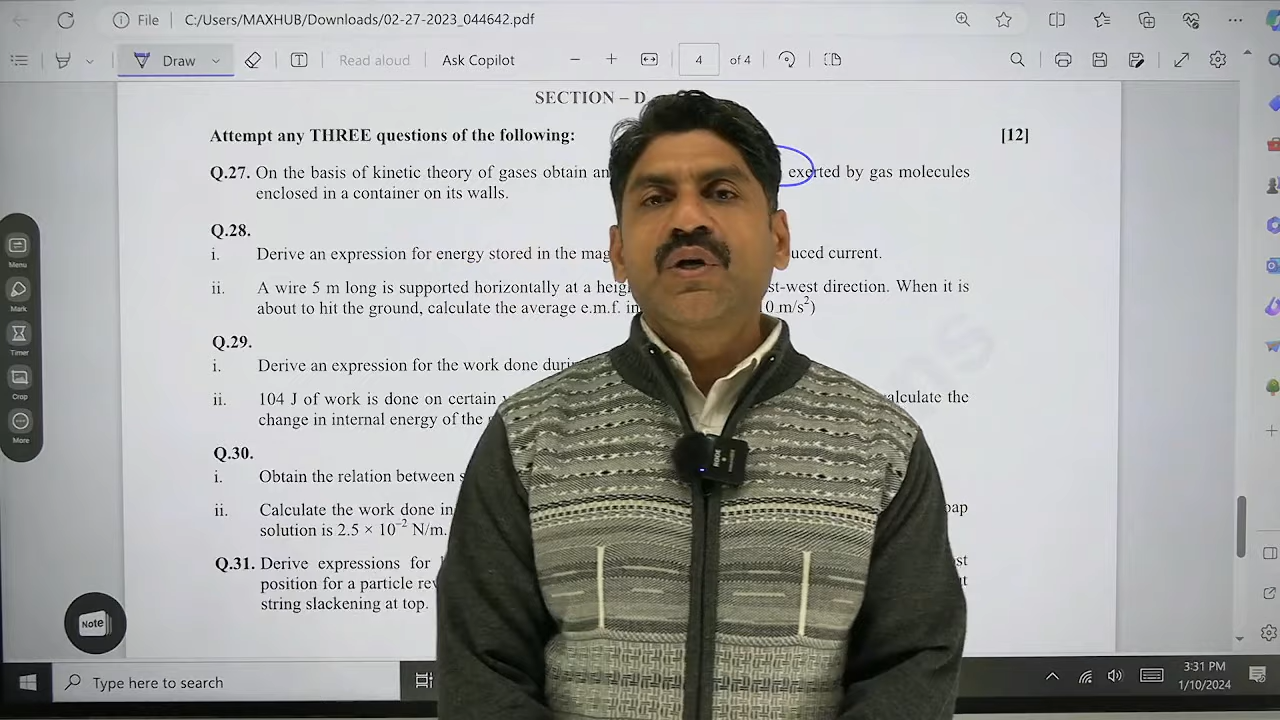 File
C:/Users/MAXHUB/Downloads/02-27-2023_044642.pdf
Draw
Read aloud
Ask Copilot
4
of 4
SECTION – D
Attempt any THREE questions of the following:
[12]
Q.27. On the basis of kinetic theory of gases obtain an exerted by gas molecules
enclosed in a container on its walls.
Q.28.
i. Derive an expression for energy stored in the mag uced current.
ii. A wire 5 m long is supported horizontally at a heig st-west direction. When it is
about to hit the ground, calculate the average e.m.f. in 0 m/s²)
Q.29.
i. Derive an expression for the work done duri
ii. 104 J of work is done on certain alculate the
change in internal energy of the
Q.30.
i. Obtain the relation between s
ii. Calculate the work done in oap
solution is 2.5 × 10⁻² N/m.
Q.31. Derive expressions for st
position for a particle rev ut
string slackening at top.
Menu
Mark
Timer
Crop
More
Note
RODE
Type here to search
3:31 PM
1/10/2024